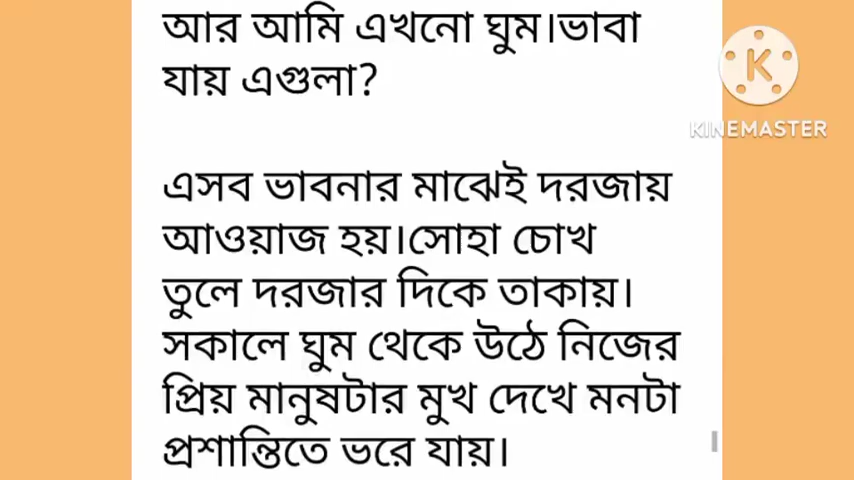 আর আমি এখনো ঘুম।ভাবা
যায় এগুলা?
এসব ভাবনার মাঝেই দরজায়
আওয়াজ হয়।সোহা চোখ
তুলে দরজার দিকে তাকায়।
সকালে ঘুম থেকে উঠে নিজের
প্রিয় মানুষটার মুখ দেখে মনটা
প্রশান্তিতে ভরে যায়।
K
KINEMASTER